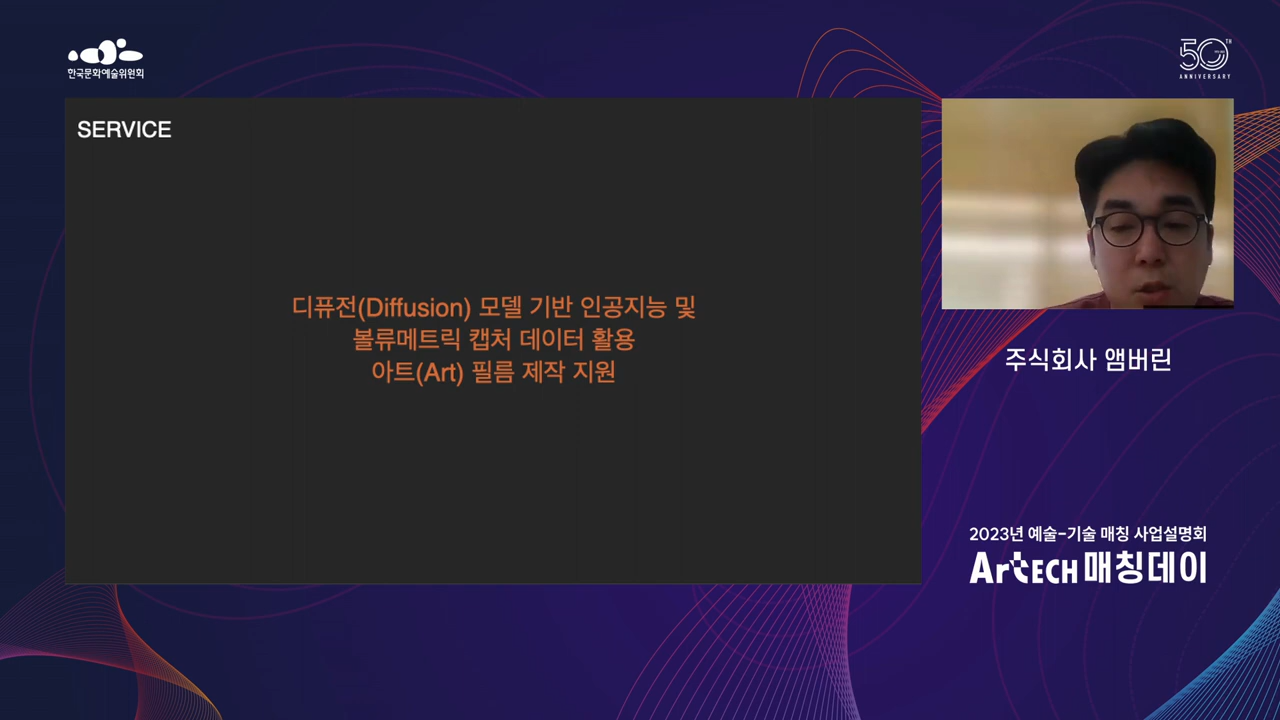 한국문화예술위원회
50TH
ANNIVERSARY
SERVICE
디퓨전(Diffusion) 모델 기반 인공지능 및
볼류메트릭 캡처 데이터 활용
아트(Art) 필름 제작 지원
주식회사 앰버린
2023년 예술-기술 매칭 사업설명회
ArtECH 매칭데이